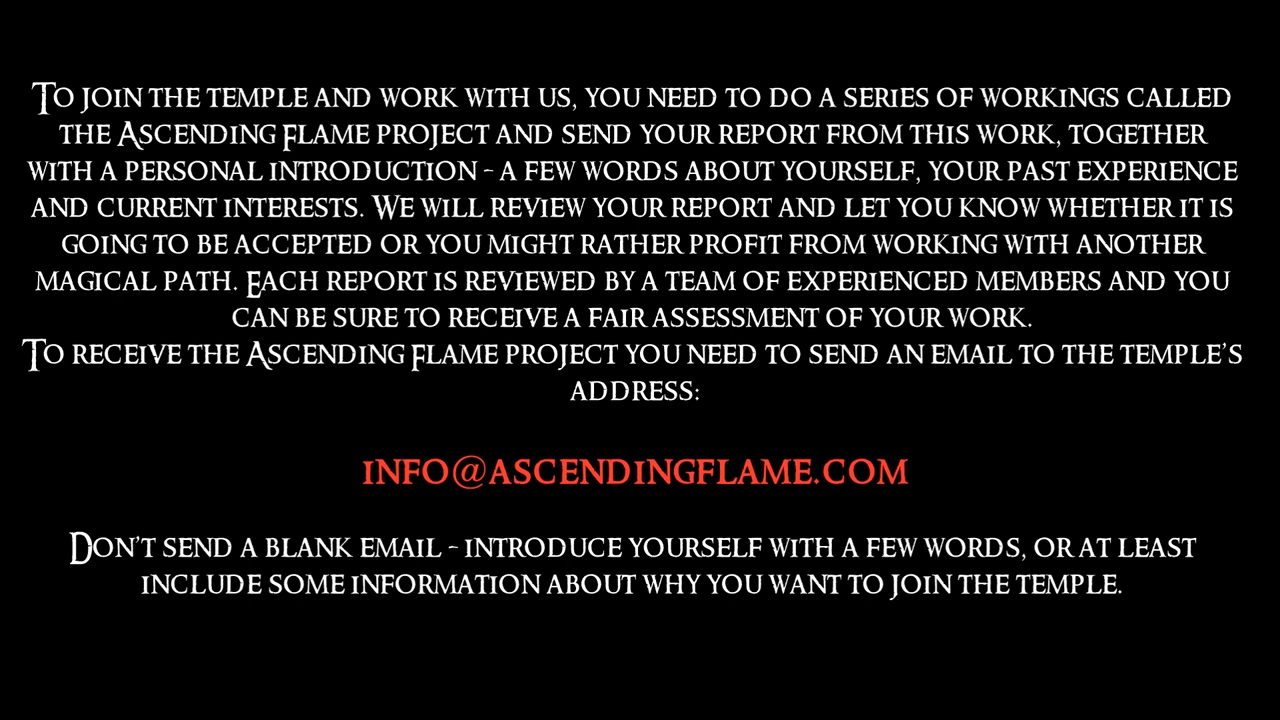 To join the temple and work with us, you need to do a series of workings called
the Ascending Flame project and send your report from this work, together
with a personal introduction - a few words about yourself, your past experience
and current interests. We will review your report and let you know whether it is
going to be accepted or you might rather profit from working with another
magical path. Each report is reviewed by a team of experienced members and you
can be sure to receive a fair assessment of your work.
To receive the Ascending Flame project you need to send an email to the temple's
address:
info@ascendingflame.com
Don't send a blank email - introduce yourself with a few words, or at least
include some information about why you want to join the temple.